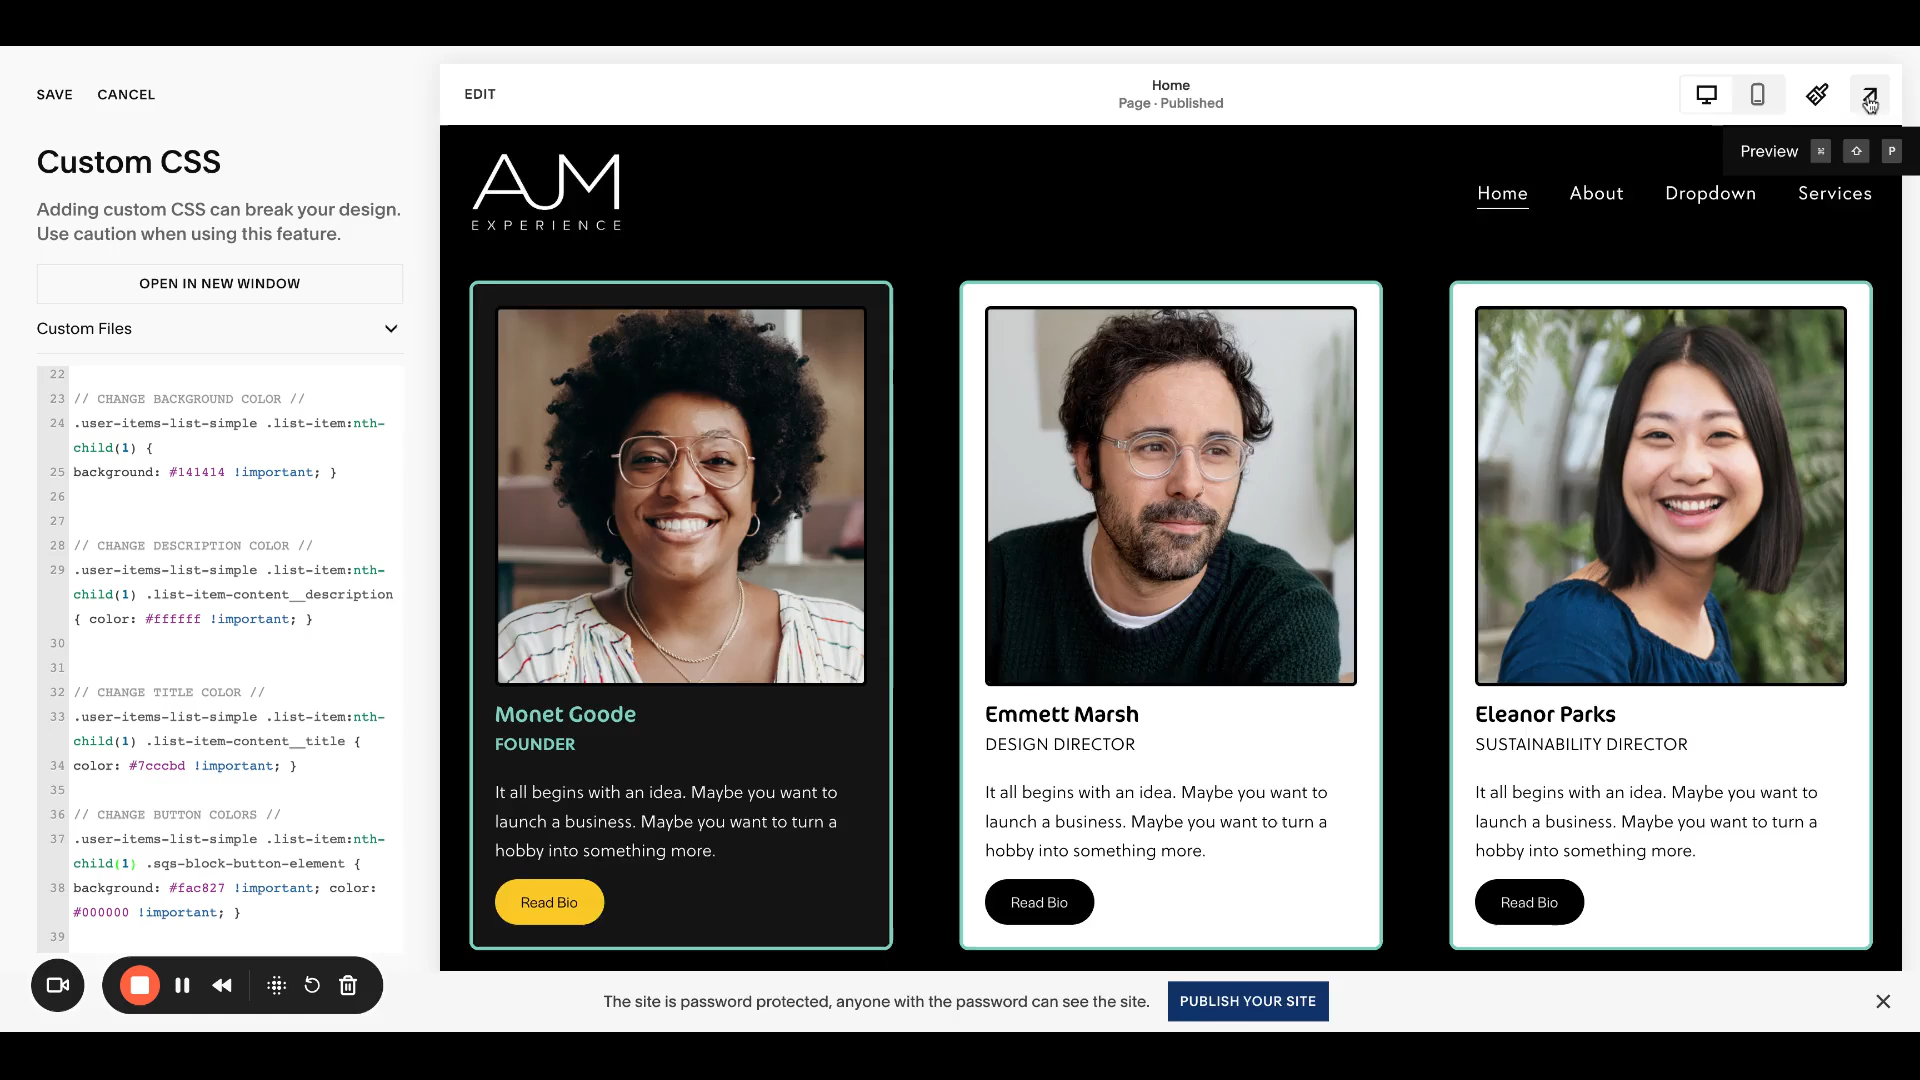 SAVE CANCEL
Custom CSS
Adding custom CSS can break your design.
Use caution when using this feature.
OPEN IN NEW WINDOW
Custom Files
22
23 // CHANGE BACKGROUND COLOR //
24 .user-items-list-simple .list-item:nth-
child(1) {
25 background: #141414 !important; }
26
27
28 // CHANGE DESCRIPTION COLOR //
29 .user-items-list-simple .list-item:nth-
child(1) .list-item-content__description
{ color: #ffffff !important; }
30
31
32 // CHANGE TITLE COLOR //
33 .user-items-list-simple .list-item:nth-
child(1) .list-item-content__title {
34 color: #7cccbd !important; }
35
36 // CHANGE BUTTON COLORS //
37 .user-items-list-simple .list-item:nth-
child(1) .sqs-block-button-element {
38 background: #fac827 !important; color:
#000000 !important; }
39
EDIT
Home
Page · Published
Preview ⌘ ⇧ P
AJM
EXPERIENCE
Home About Dropdown Services
Monet Goode
FOUNDER
It all begins with an idea. Maybe you want to
launch a business. Maybe you want to turn a
hobby into something more.
Read Bio
Emmett Marsh
DESIGN DIRECTOR
It all begins with an idea. Maybe you want to
launch a business. Maybe you want to turn a
hobby into something more.
Read Bio
Eleanor Parks
SUSTAINABILITY DIRECTOR
It all begins with an idea. Maybe you want to
launch a business. Maybe you want to turn a
hobby into something more.
Read Bio
The site is password protected, anyone with the password can see the site. PUBLISH YOUR SITE